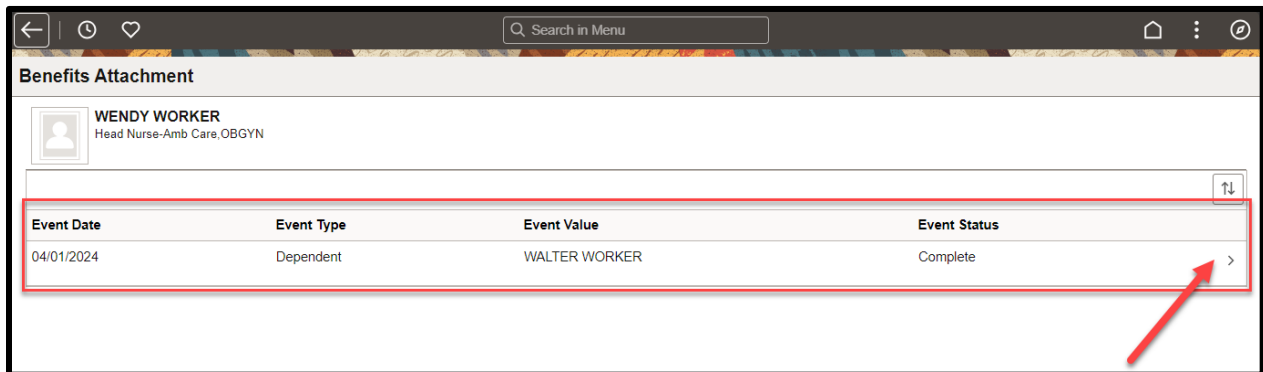 Search in Menu
Benefits Attachment
WENDY WORKER
Head Nurse-Amb Care,OBGYN
Event Date Event Type Event Value Event Status
04/01/2024 Dependent WALTER WORKER Complete